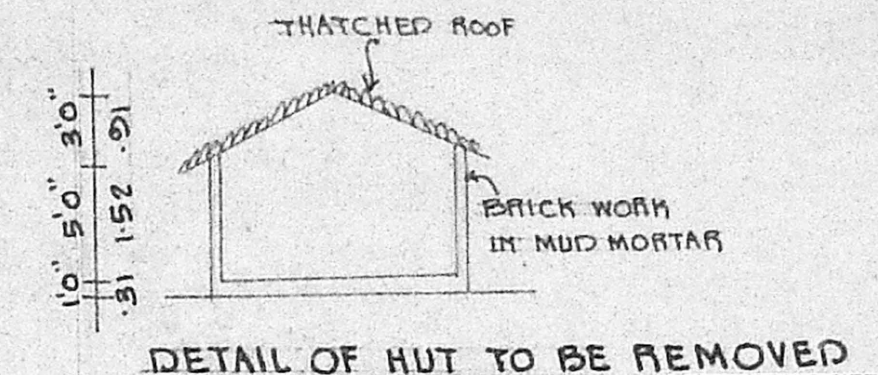 THATCHED ROOF
3'0"
.91
5'0"
1.52
BRICK WORK
IN MUD MORTAR
1'0"
.31
DETAIL OF HUT TO BE REMOVED